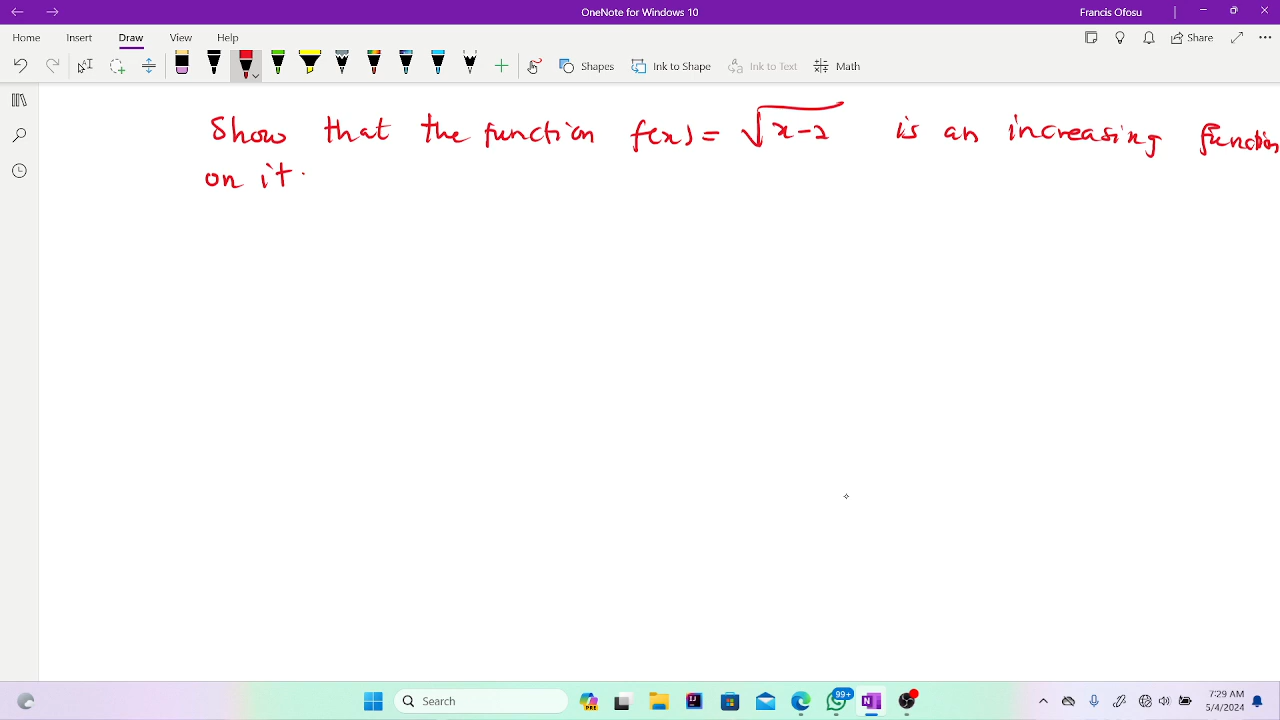 OneNote for Windows 10
Francis Ofosu
Home Insert Draw View Help
Share
Shapes
Ink to Shape
Ink to Text
Math
Show that the function f(x) = √(x-2) is an increasing function
on it.
Search
PRE
99+
7:29 AM
5/4/2024